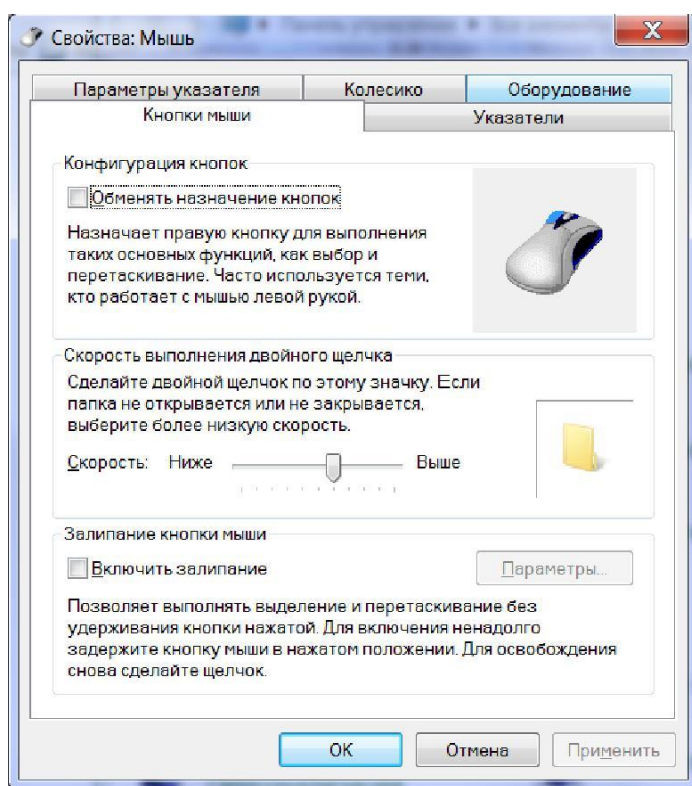 Свойства: Мышь
Параметры указателя
Колесико
Оборудование
Кнопки мыши
Указатели
Конфигурация кнопок
Обменять назначение кнопок
Назначает правую кнопку для выполнения
таких основных функций, как выбор и
перетаскивание. Часто используется теми,
кто работает с мышью левой рукой.
Скорость выполнения двойного щелчка
Сделайте двойной щелчок по этому значку. Если
папка не открывается или не закрывается,
выберите более низкую скорость.
Скорость: Ниже Выше
Залипание кнопки мыши
Включить залипание
Параметры...
Позволяет выполнять выделение и перетаскивание без
удерживания кнопки нажатой. Для включения ненадолго
задержите кнопку мыши в нажатом положении. Для освобождения
снова сделайте щелчок.
ОК
Отмена
Применить